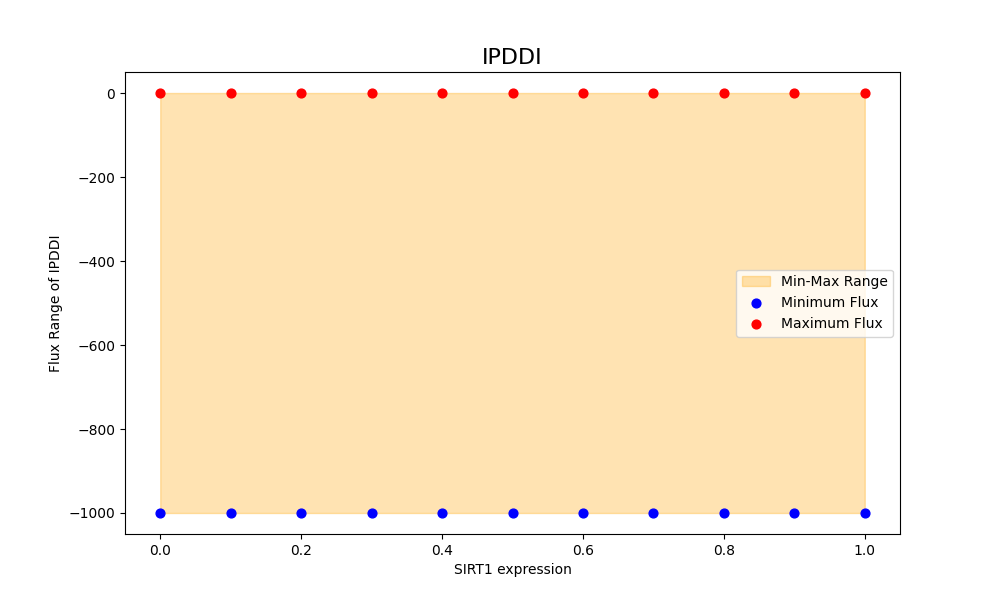 IPDDI
Flux Range of IPDDI
0
−200
−400
−600
−800
−1000
Min-Max Range
Minimum Flux
Maximum Flux
0.0 0.2 0.4 0.6 0.8 1.0
SIRT1 expression